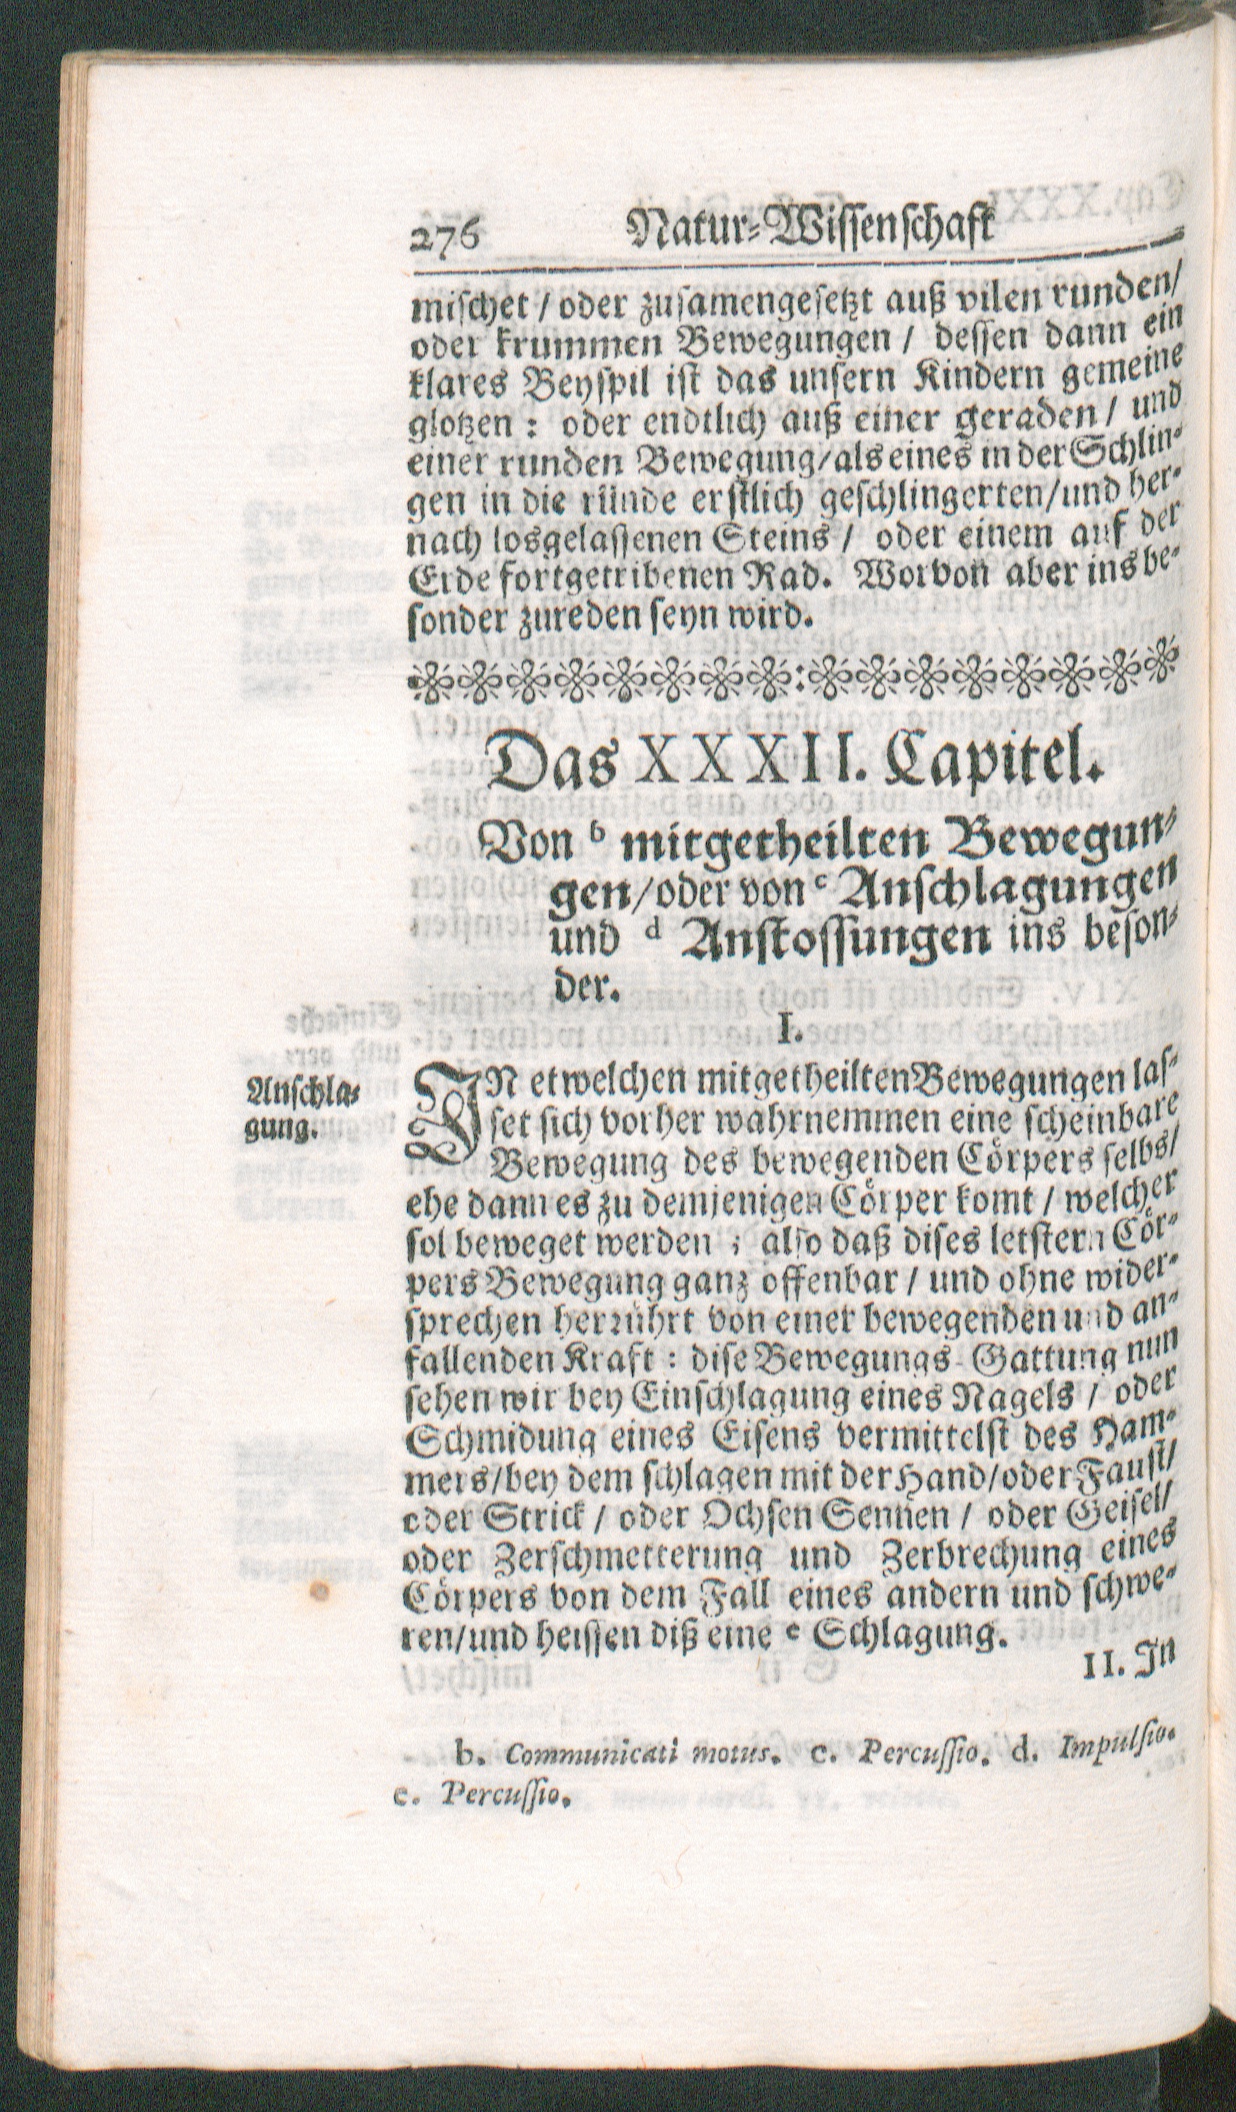 276 Natur-Wissenschaft
mischet / oder zusamengesetzt auß vilen runden/
oder krummen Bewegungen / dessen dann ein
klares Beyspil ist das unsern Kindern gemeine
glotzen : oder endtlich auß einer geraden / und
einer runden Bewegung/als eines in der Schlin-
gen in die ründe erstlich geschlingerten/und her-
nach losgelassenen Steins / oder einem auf der
Erde fortgetribenen Rad. Worvon aber ins be-
sonder zureden seyn wird.
Das XXXII. Capitel.
Von b mitgetheilten Bewegun-
gen/oder von c Anschlagungen
und d Anstossungen ins beson-
der.
I.
Anschla-
gung.
IN etwelchen mitgetheilten Bewegungen las-
set sich vorher wahrnemmen eine scheinbare
Bewegung des bewegenden Cörpers selbs/
ehe dann es zu demjenigen Cörper komt / welcher
sol beweget werden ; also daß dises letstern Cör-
pers Bewegung ganz offenbar / und ohne wider-
sprechen herrührt von einer bewegenden und an-
fallenden Kraft : dise Bewegungs-Gattung nun
sehen wir bey Einschlagung eines Nagels / oder
Schmidung eines Eisens vermittelst des Ham-
mers/bey dem schlagen mit der Hand/oder Faust/
oder Strick / oder Ochsen Sennen / oder Geisel/
oder Zerschmetterung und Zerbrechung eines
Cörpers von dem Fall eines andern und schwe-
ren/und heissen diß eine e Schlagung.
II. In
b. Communicati motus. c. Percussio. d. Impulsio.
e. Percussio.